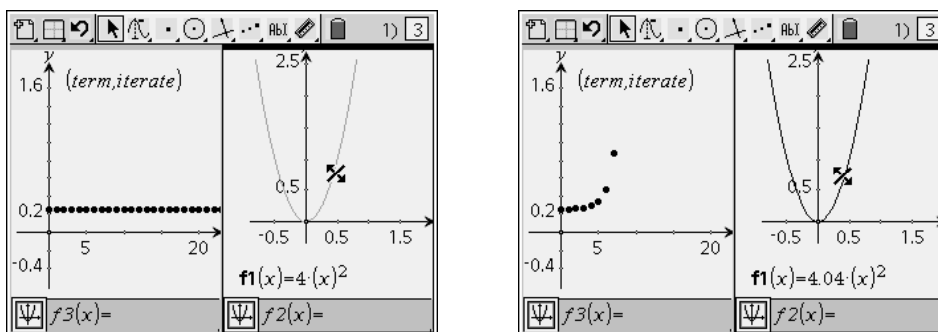 1) 3
y
1.6
(term,iterate)
0.2
5
20
-0.4
f3(x)=
2.5
0.5
-0.5
0.5
1.5
f1(x)=4·(x)²
f2(x)=
1) 3
y
1.6
(term,iterate)
0.2
5
20
-0.4
f3(x)=
2.5
0.5
-0.5
0.5
1.5
f1(x)=4.04·(x)²
f2(x)=